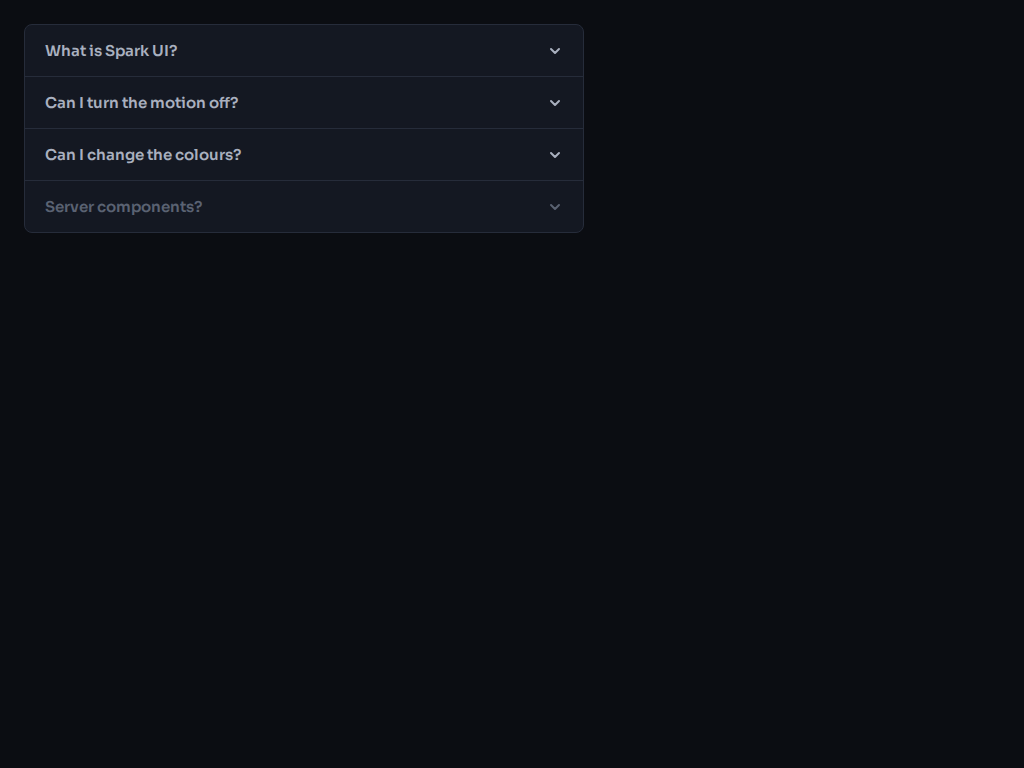 What is Spark UI?
Can I turn the motion off?
Can I change the colours?
Server components?